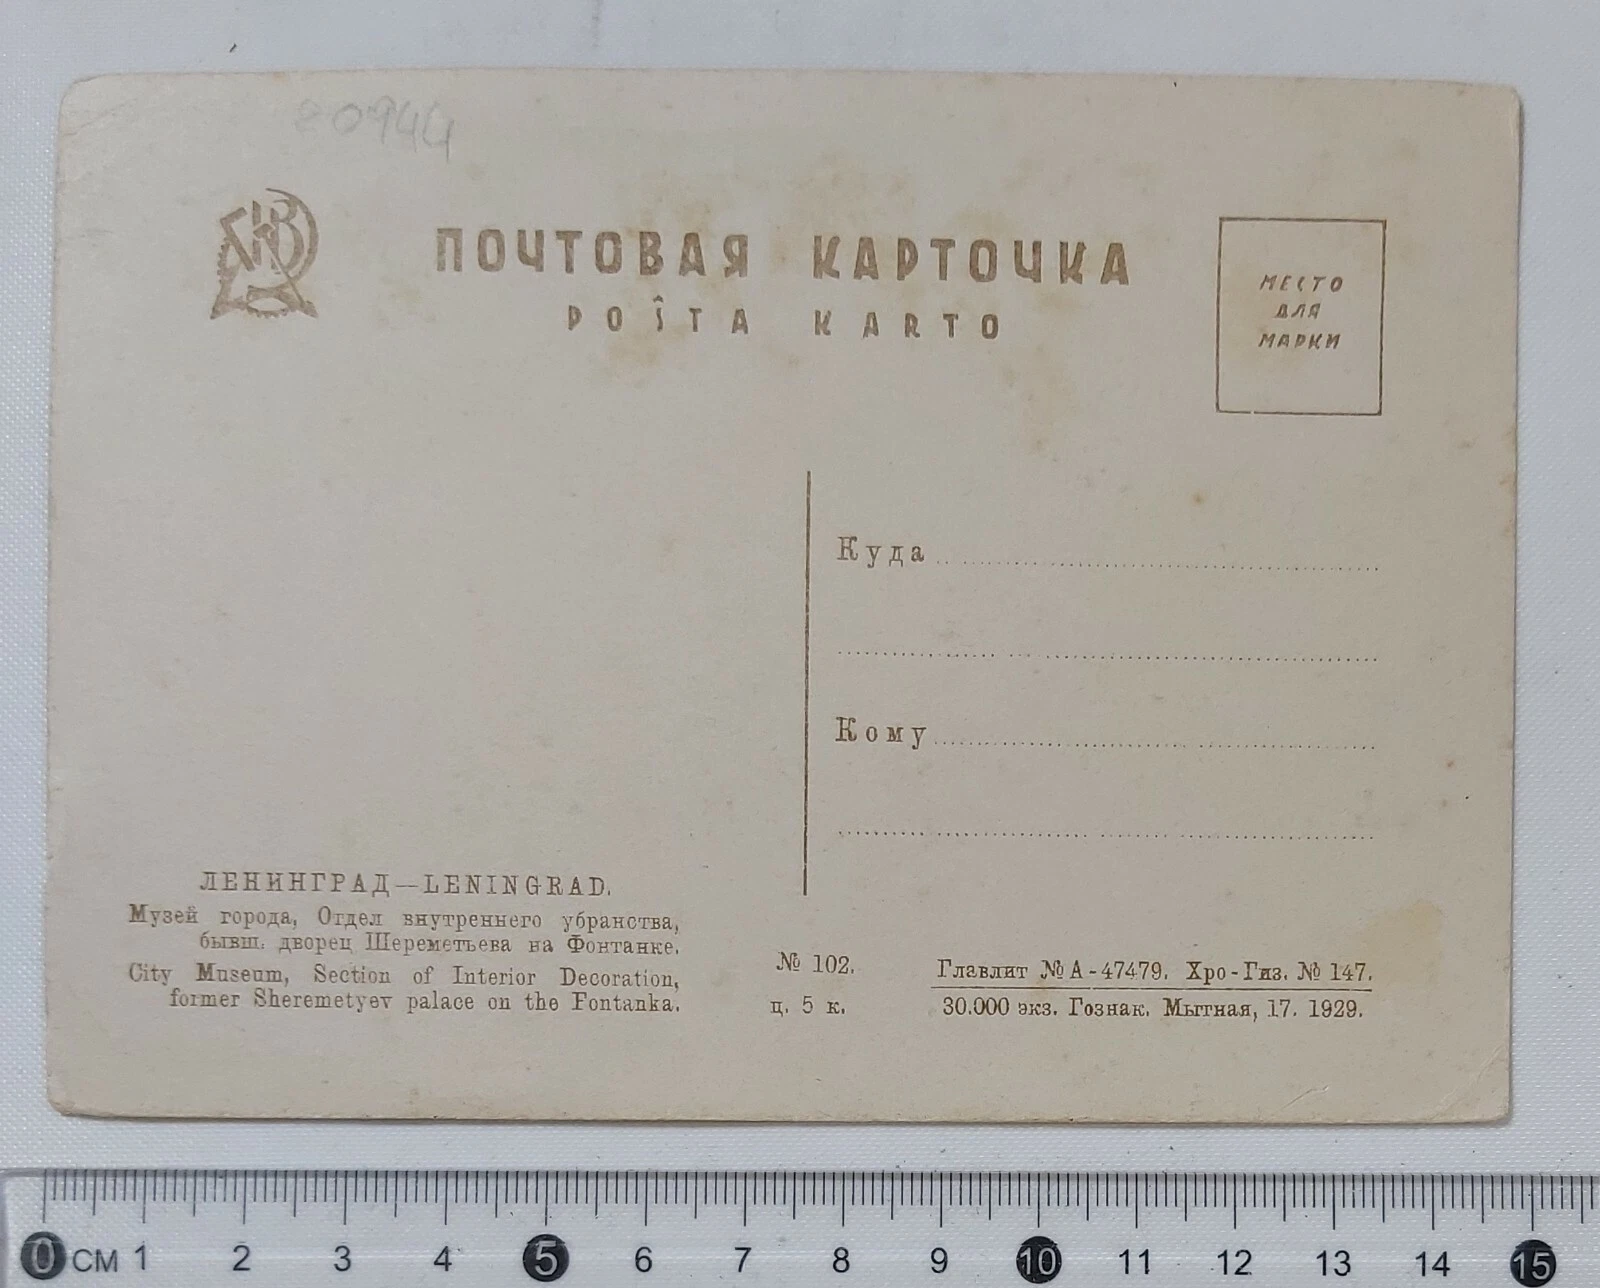 ПОЧТОВАЯ КАРТОЧКА
POŜTA KARTO
МЕСТО
ДЛЯ
МАРКИ
Куда
Кому
ЛЕНИНГРАД—LENINGRAD.
Музей города, Отдел внутреннего убранства,
бывш. дворец Шереметьева на Фонтанке.
City Museum, Section of Interior Decoration,
former Sheremetyev palace on the Fontanka.
№ 102.
ц. 5 к.
Главлит № А-47479. Хро-Гиз. № 147.
30.000 экз. Гознак. Мытная, 17. 1929.
0 CM 1 2 3 4 5 6 7 8 9 10 11 12 13 14 15